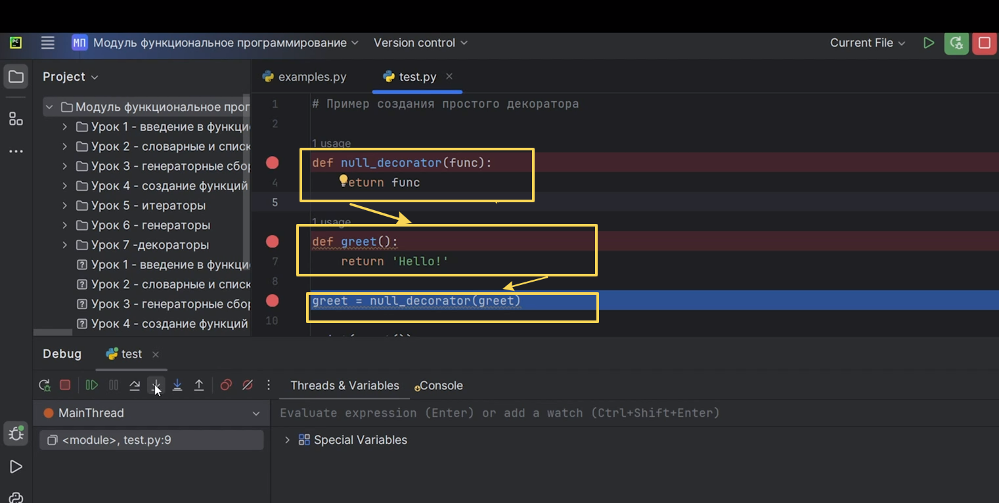 PC
МП Модуль функциональное программирование Version control Current File
Project
examples.py test.py
Модуль функциональное прог
Урок 1 - введение в функци
Урок 2 - словарные и списк
Урок 3 - генераторные сбор
Урок 4 - создание функций
Урок 5 - итераторы
Урок 6 - генераторы
Урок 7 -декораторы
Урок 1 - введение в функци
Урок 2 - словарные и списк
Урок 3 - генераторные сбор
Урок 4 - создание функций
1 # Пример создания простого декоратора
2
1 usage
def null_decorator(func):
4 return func
5
1 usage
def greet():
7 return 'Hello!'
8
greet = null_decorator(greet)
10
Debug test
Threads & Variables Console
MainThread
Evaluate expression (Enter) or add a watch (Ctrl+Shift+Enter)
<module>, test.py:9
Special Variables